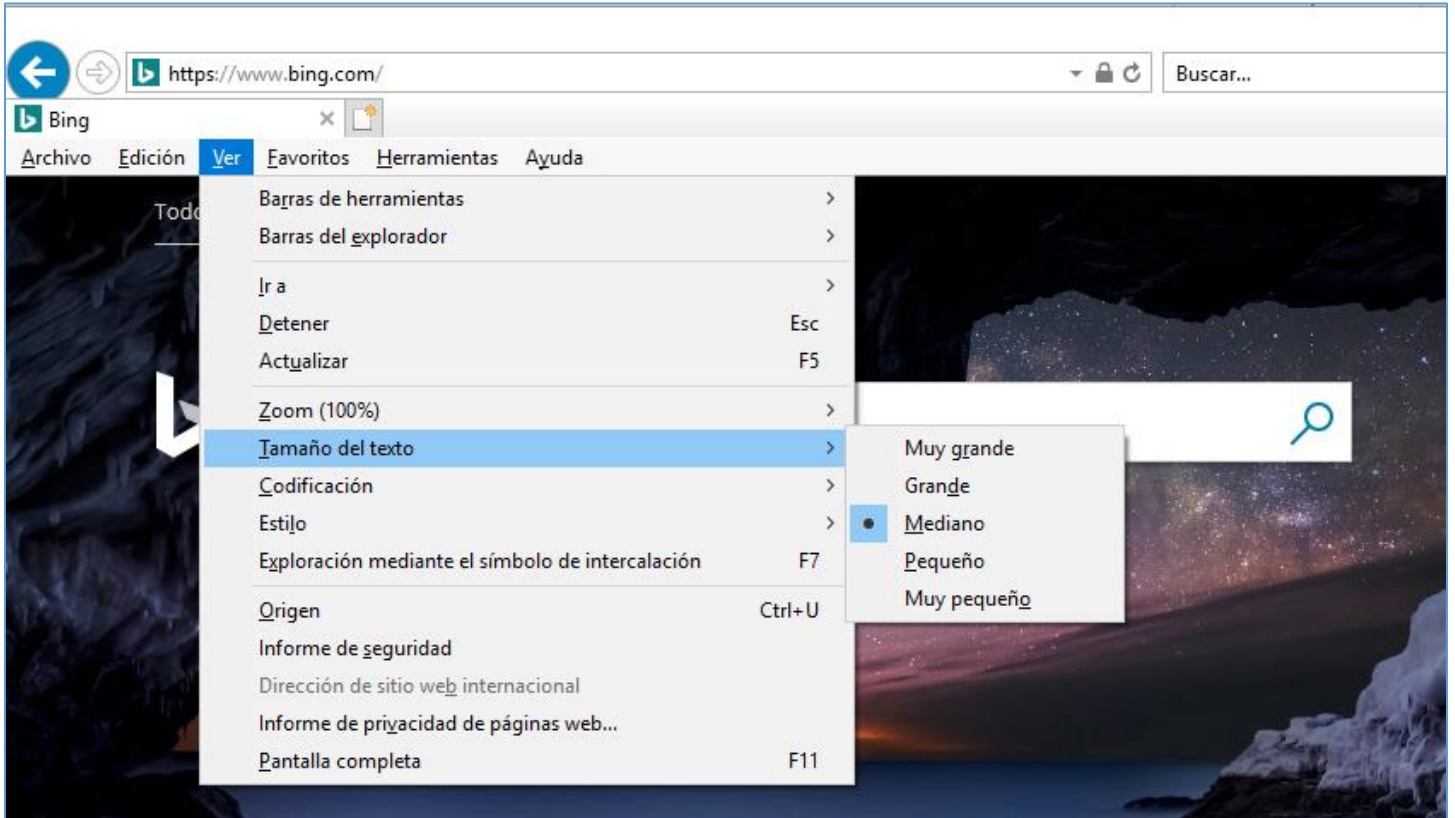 https://www.bing.com/
Buscar...
Bing
Archivo Edición Ver Favoritos Herramientas Ayuda
Barras de herramientas
Barras del explorador
Ir a
Detener Esc
Actualizar F5
Zoom (100%)
Tamaño del texto
Codificación
Estilo
Exploración mediante el símbolo de intercalación F7
Origen Ctrl+U
Informe de seguridad
Dirección de sitio web internacional
Informe de privacidad de páginas web...
Pantalla completa F11
Muy grande
Grande
Mediano
Pequeño
Muy pequeño